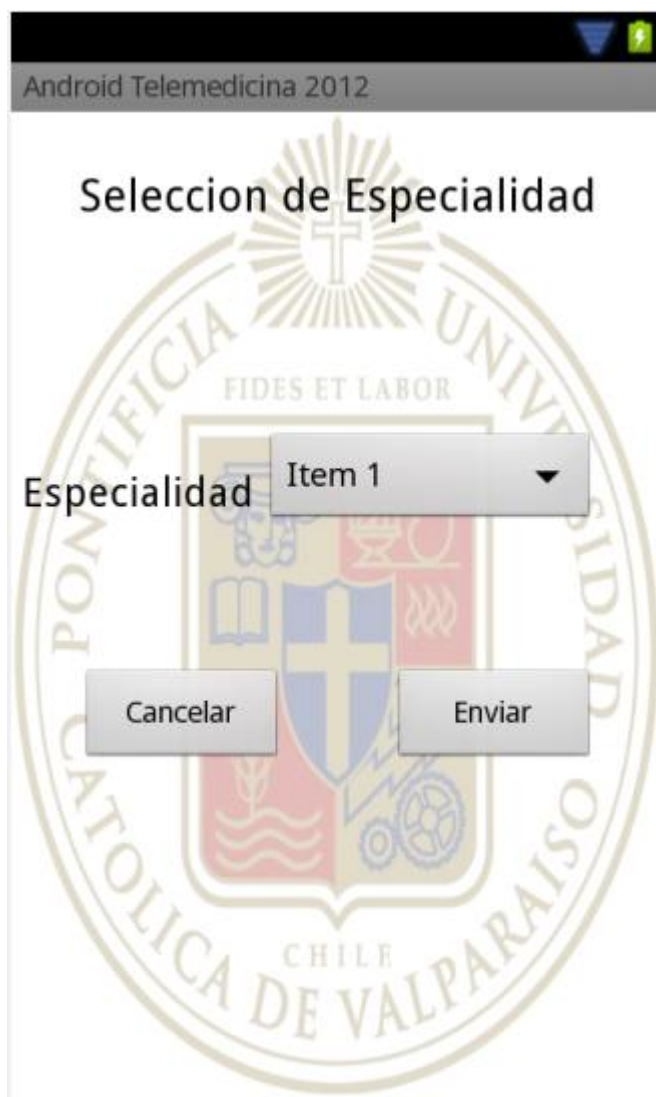 Android Telemedicina 2012
Seleccion de Especialidad
PONTIFICIA UNIVERSIDAD
FIDES ET LABOR
Especialidad Item 1
Cancelar Enviar
CHILE
CATOLICA DE VALPARAISO